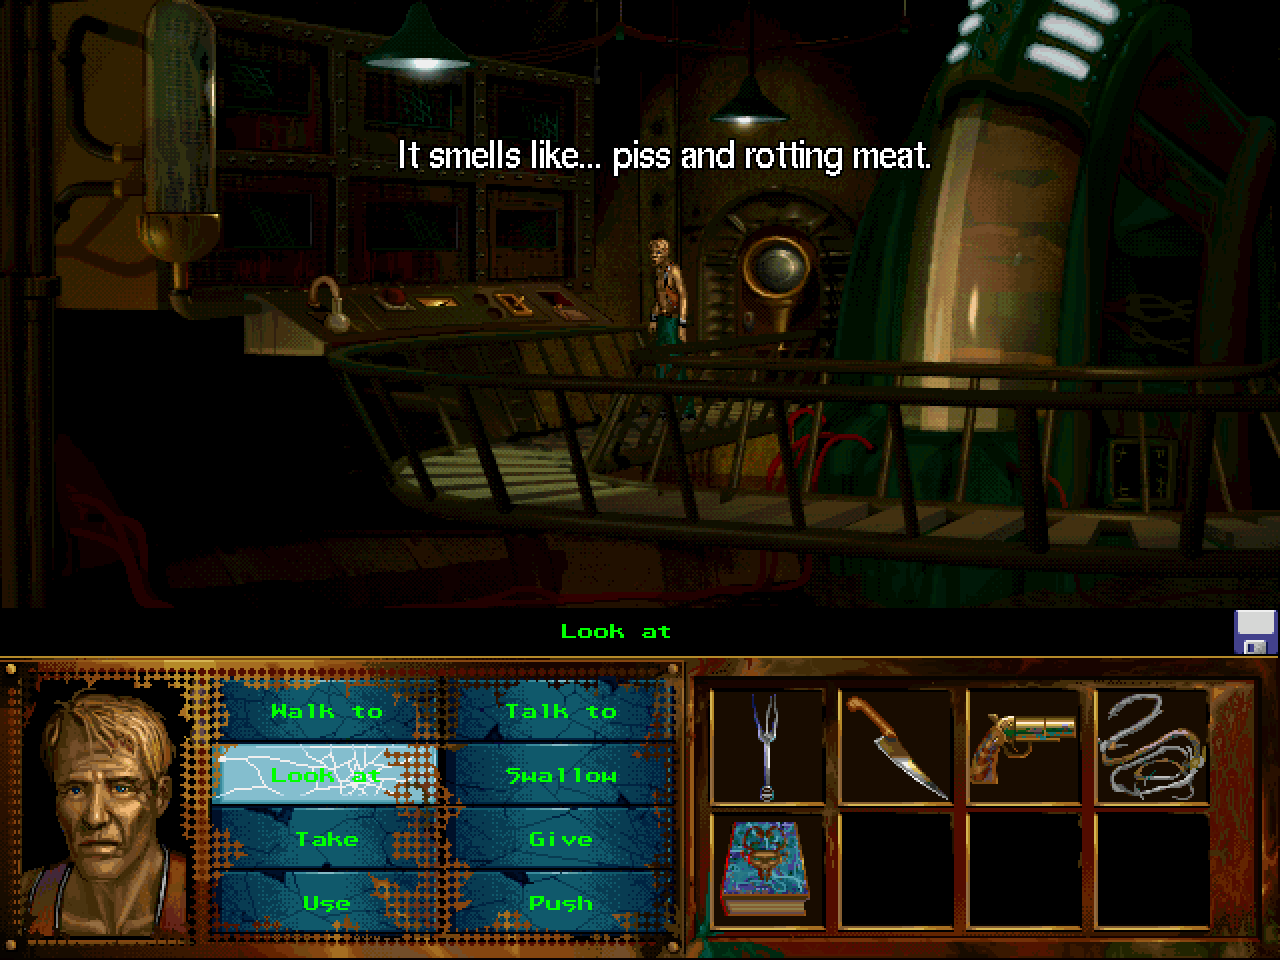 It smells like... piss and rotting meat.
Look at
Walk to
Talk to
Look at
Swallow
Take
Give
Use
Push